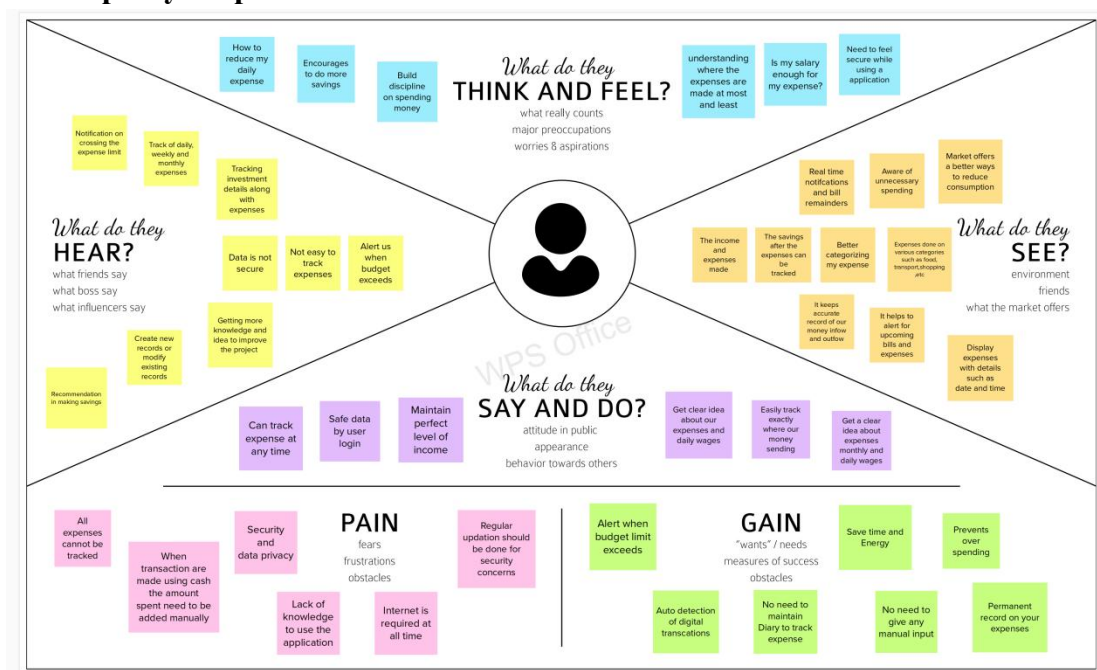 How to
reduce my
daily
expense
Encourages
to do more
savings
Build
discipline
on spending
money
What do they
THINK AND FEEL?
what really counts
major preoccupations
worries & aspirations
understanding
where the
expenses are
made at most
and least
Is my salary
enough for
my expense?
Need to feel
secure while
using a
application
Notification on
crossing the
expense limit
Track of daily,
weekly and
monthly
expenses
Tracking
investment
details along
with
expenses
What do they
HEAR?
what friends say
what boss say
what influencers say
Data is not
secure
Not easy to
track
expenses
Alert us
when
budget
exceeds
Getting more
knowledge and
idea to improve
the project
Create new
records or
modify
existing
records
Recommendation
in making savings
Real time
notifcations
and bill
remainders
Aware of
unnecessary
spending
Market offers
a better ways
to reduce
consumption
The income
and
expenses
made
The savings
after the
expenses can
be
tracked
Better
categorizing
my expense
Expenses done on
various categories
such as food,
transport,shopping
,etc
What do they
SEE?
environment
friends
what the market offers
It keeps
accurate
record of our
money infow
and outfow
It helps to
alert for
upcoming
bills and
expenses
Display
expenses
with details
such as
date and time
WPS Office
What do they
SAY AND DO?
attitude in public
appearance
behavior towards others
Can track
expense at
any time
Safe data
by user
login
Maintain
perfect
level of
income
Get clear idea
about our
expenses and
daily wages
Easily track
exactly
where our
money
sending
Get a clear
idea about
expenses
monthly and
daily wages
PAIN
fears
frustrations
obstacles
All
expenses
cannot be
tracked
When
transaction are
made using cash
the amount
spent need to be
added manually
Security
and
data privacy
Lack of
knowledge
to use the
application
Internet is
required at
all time
Regular
updation should
be done for
security
concerns
GAIN
"wants" / needs
measures of success
obstacles
Alert when
budget limit
exceeds
Auto detection
of digital
transcations
No need to
maintain
Diary to track
expense
Save time and
Energy
Prevents
over
spending
No need to
give any
manual input
Permanent
record on your
expenses